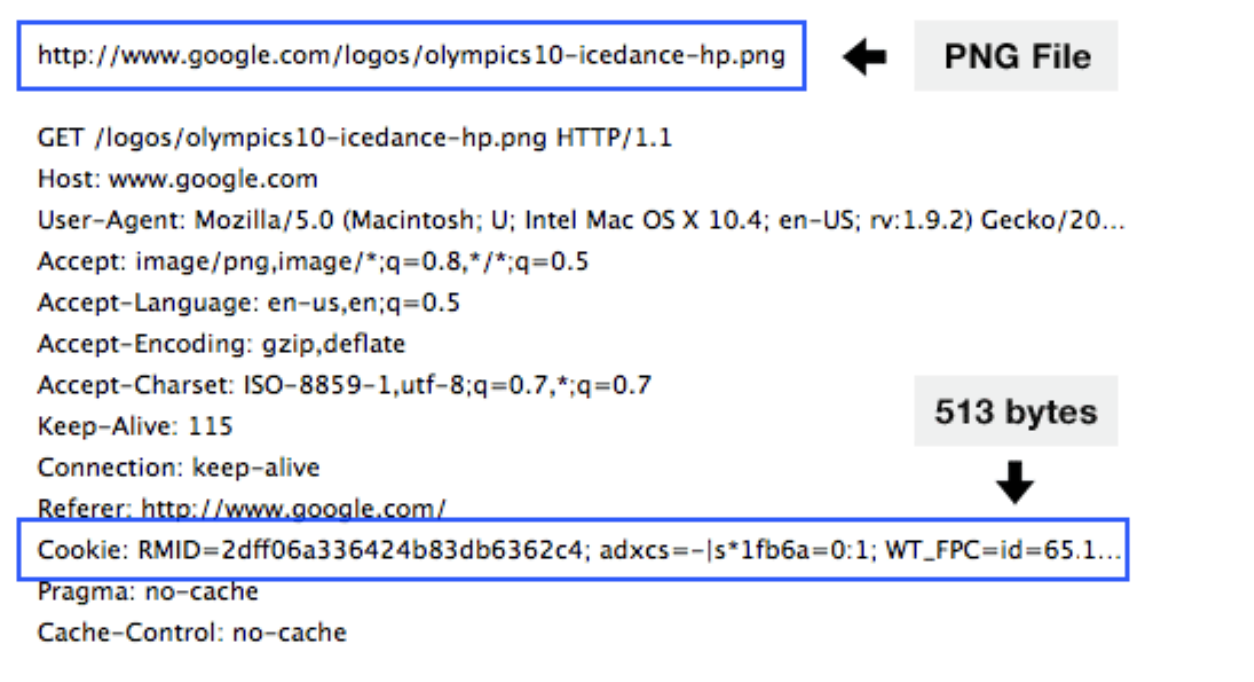 http://www.google.com/logos/olympics10-icedance-hp.png
PNG File
GET /logos/olympics10-icedance-hp.png HTTP/1.1
Host: www.google.com
User-Agent: Mozilla/5.0 (Macintosh; U; Intel Mac OS X 10.4; en-US; rv:1.9.2) Gecko/20...
Accept: image/png,image/*;q=0.8,*/*;q=0.5
Accept-Language: en-us,en;q=0.5
Accept-Encoding: gzip,deflate
Accept-Charset: ISO-8859-1,utf-8;q=0.7,*;q=0.7
513 bytes
Keep-Alive: 115
Connection: keep-alive
Referer: http://www.google.com/
Cookie: RMID=2dff06a336424b83db6362c4; adxcs=-|s*1fb6a=0:1; WT_FPC=id=65.1...
Pragma: no-cache
Cache-Control: no-cache